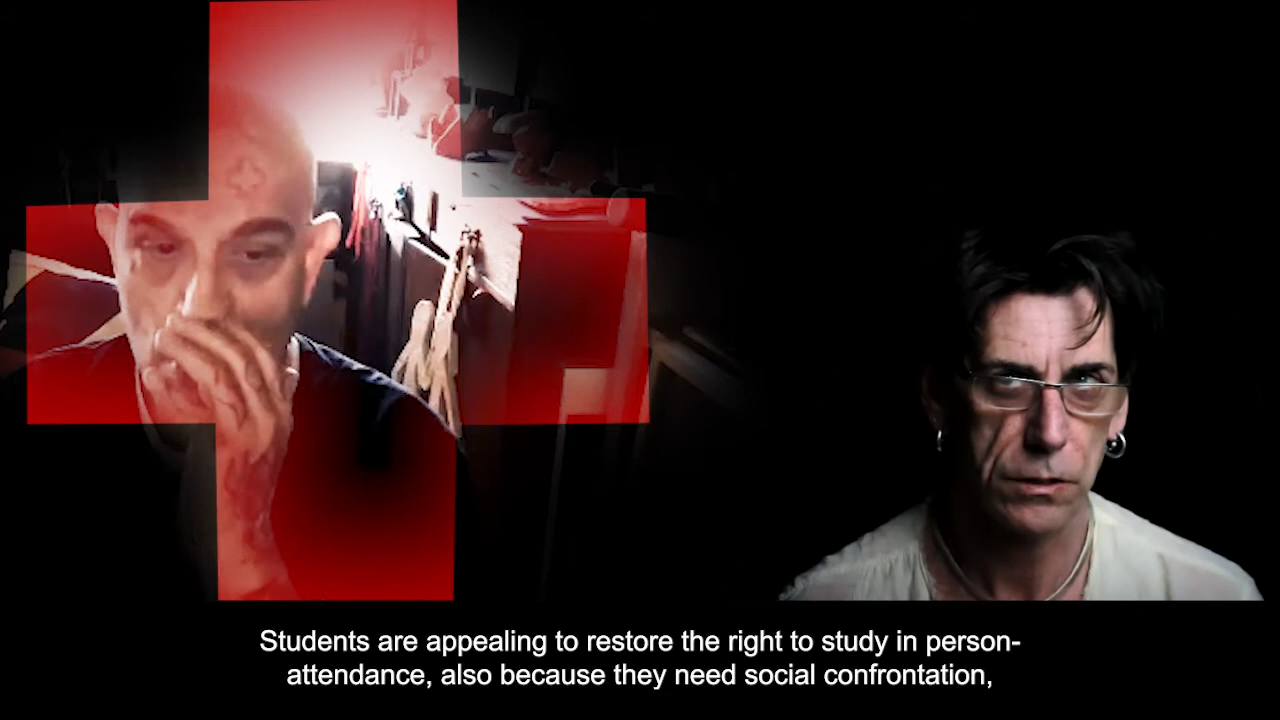 Students are appealing to restore the right to study in person-
attendance, also because they need social confrontation,